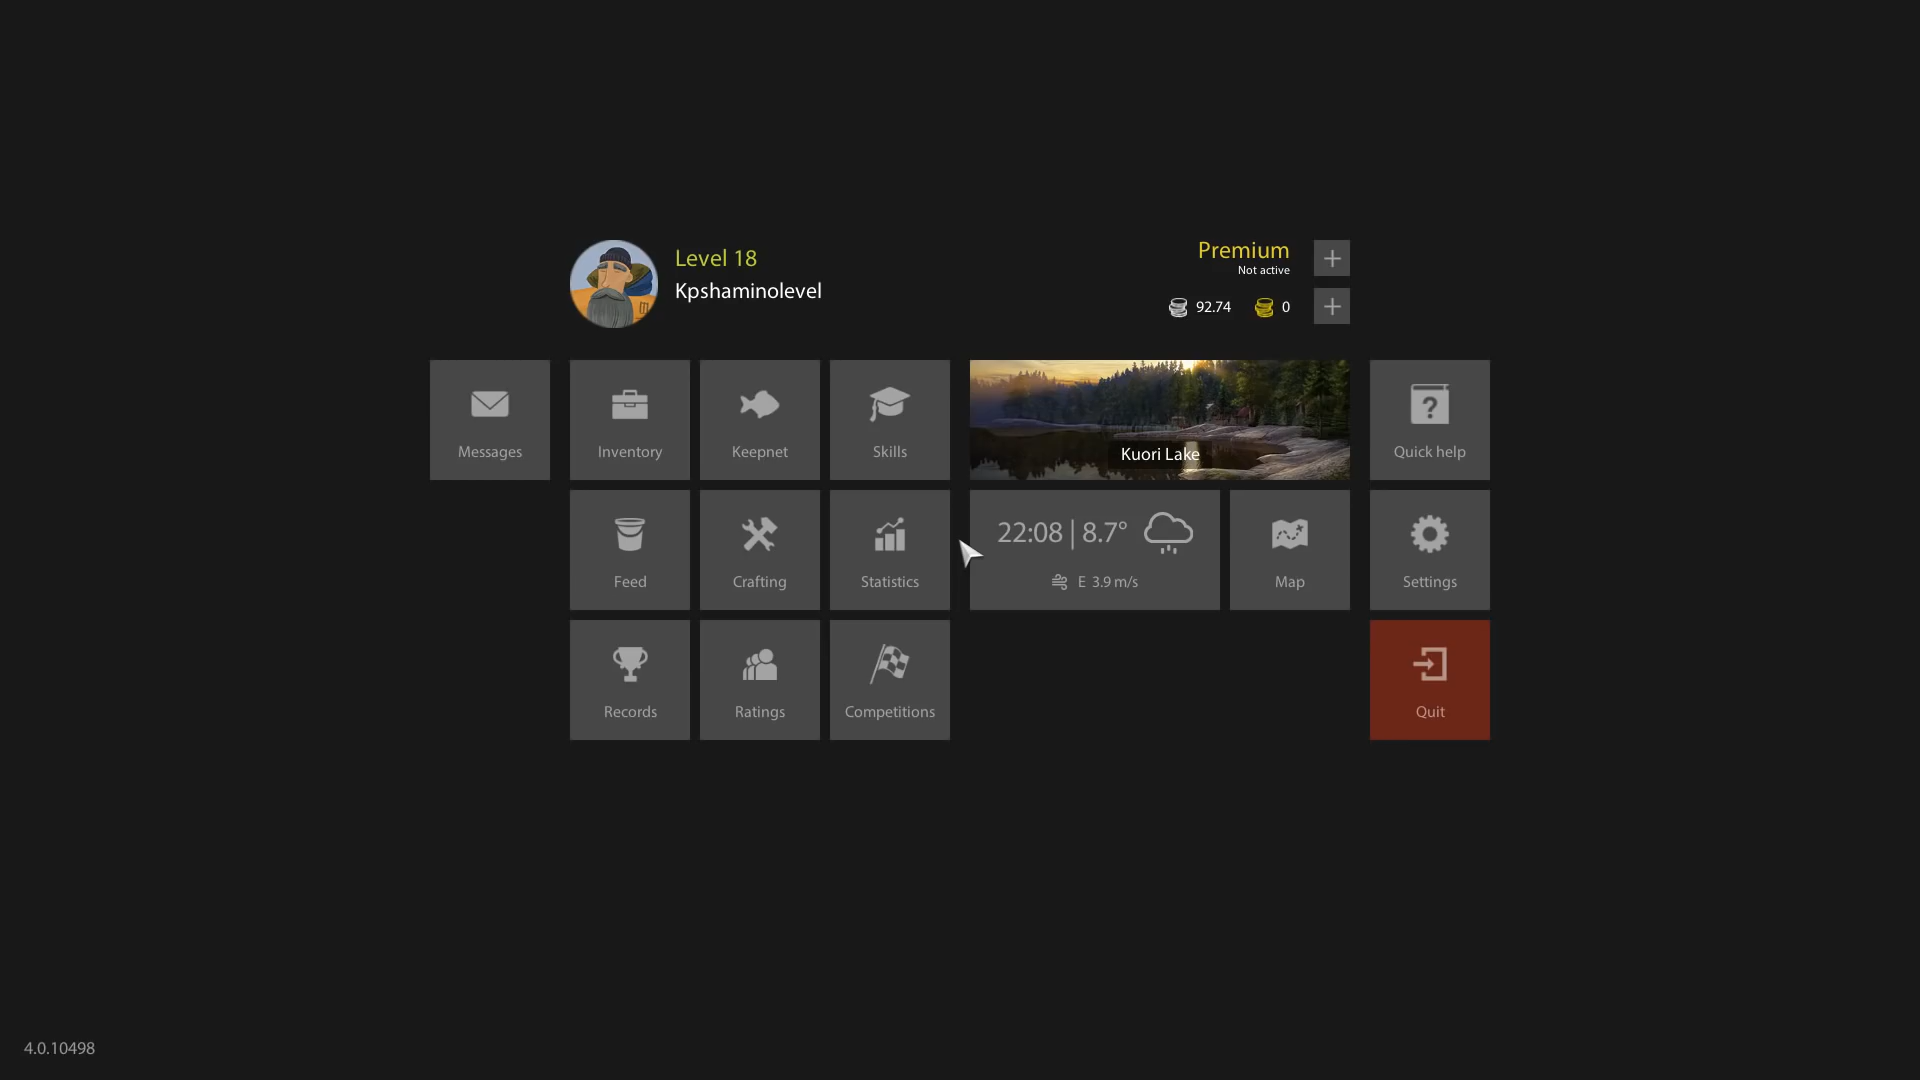 Level 18
Kpshaminolevel
Premium
Not active
92.74 0
Messages
Inventory
Keepnet
Skills
Kuori Lake
Quick help
Feed
Crafting
Statistics
22:08 | 8.7°
E 3.9 m/s
Map
Settings
Records
Ratings
Competitions
Quit
4.0.10498